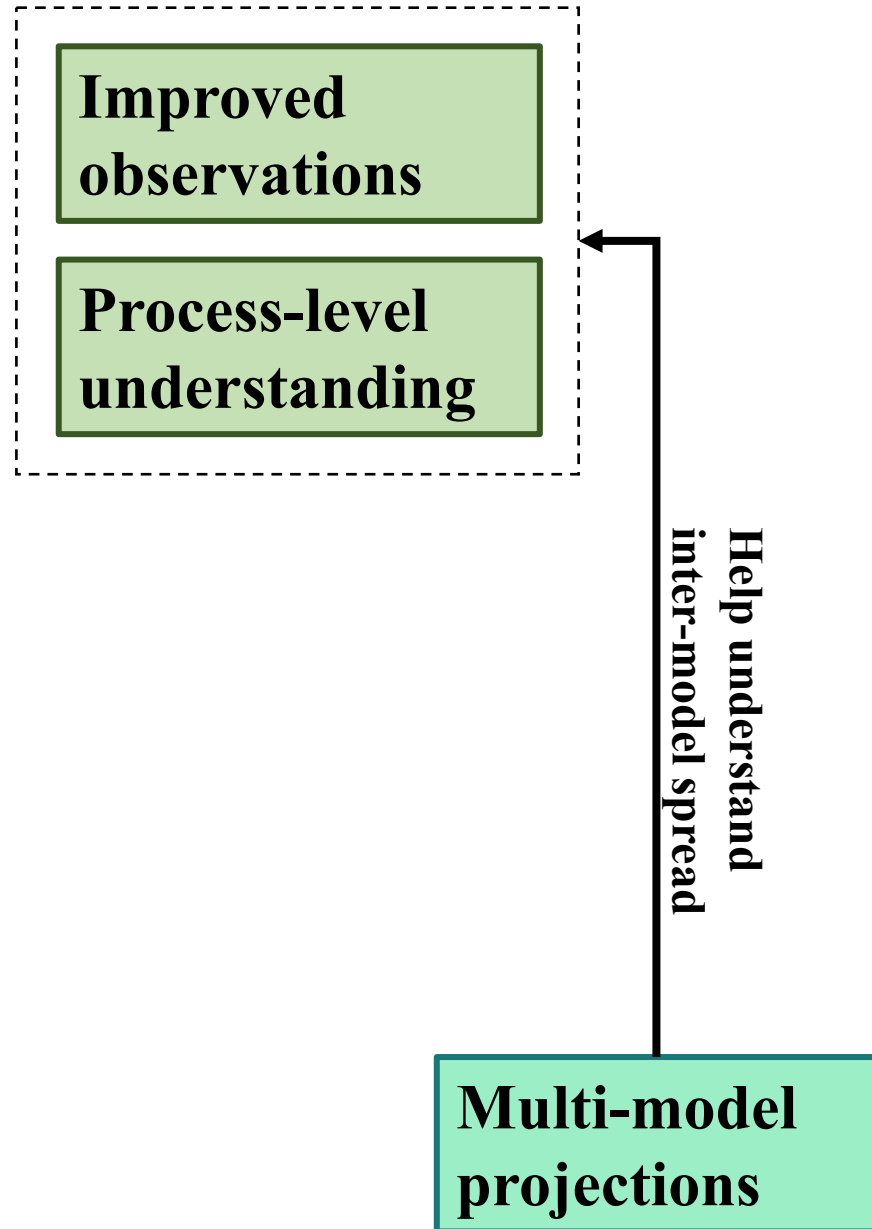 Improved
observations
Process-level
understanding
Help understand
inter-model spread
Multi-model
projections